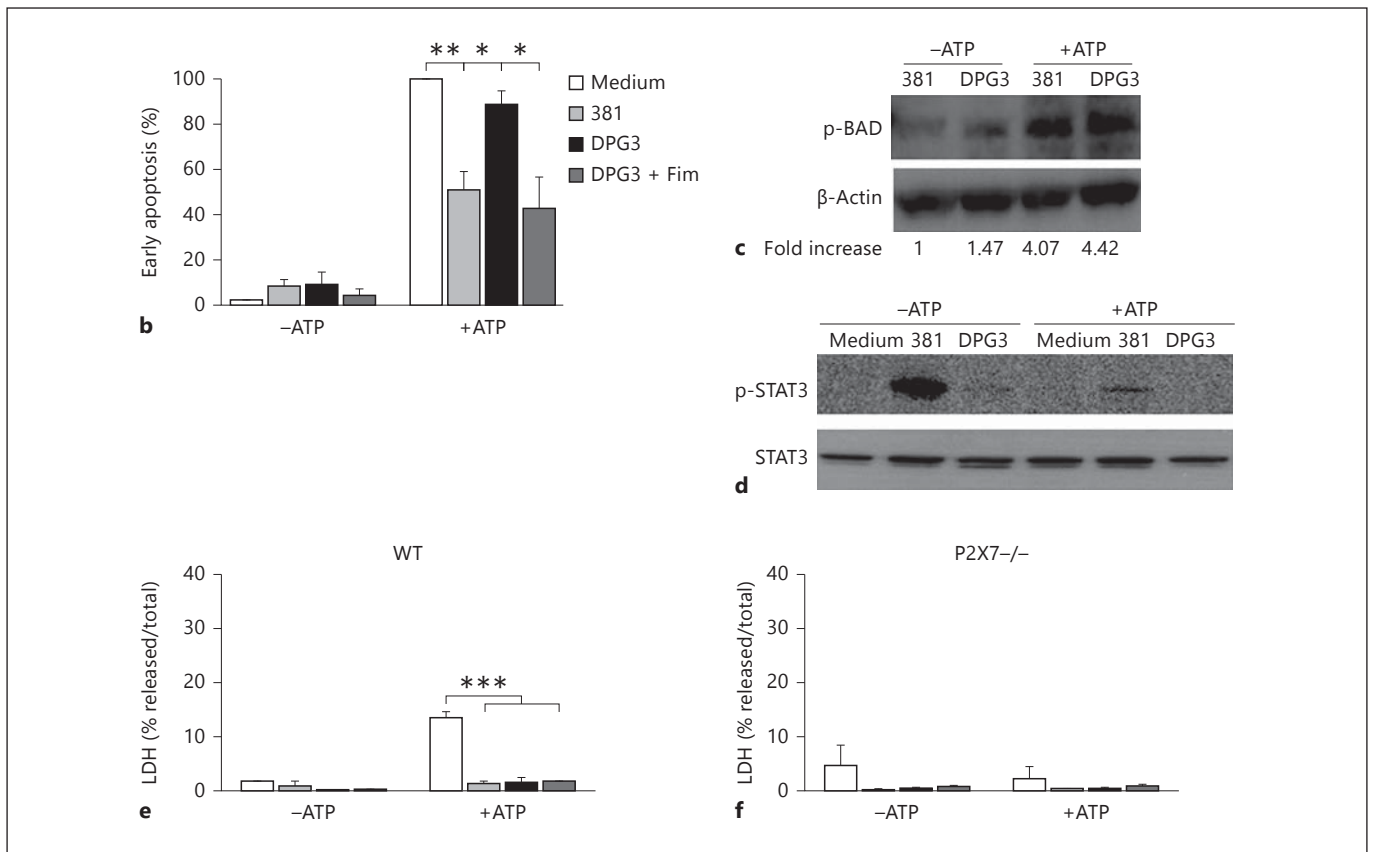 ** * *
100
80
60
40
20
0
Early apoptosis (%)
Medium
381
DPG3
DPG3 + Fim
–ATP +ATP
b
–ATP +ATP
381 DPG3 381 DPG3
p-BAD
β-Actin
c Fold increase 1 1.47 4.07 4.42
–ATP +ATP
Medium 381 DPG3 Medium 381 DPG3
p-STAT3
STAT3
d
WT
40
30
20
10
0
LDH (% released/total)
***
–ATP +ATP
e
P2X7–/–
40
30
20
10
0
LDH (% released/total)
–ATP +ATP
f